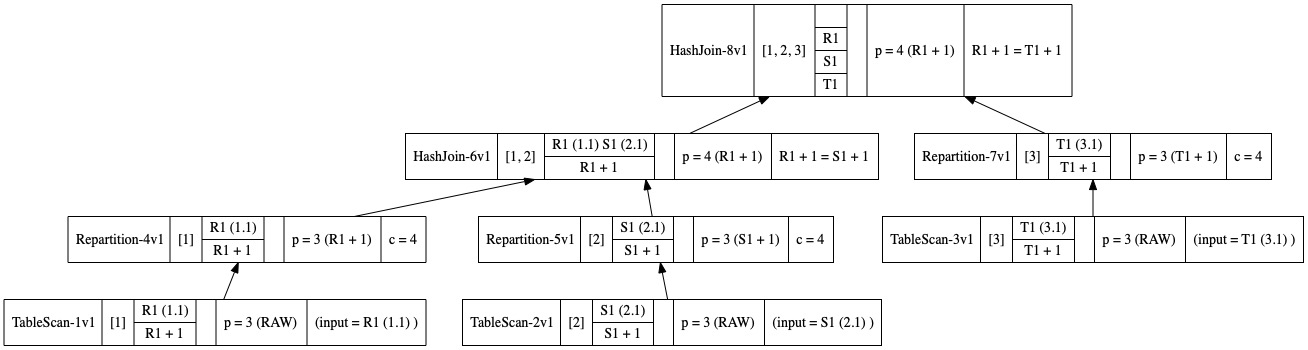 HashJoin-8v1 [1, 2, 3] R1 S1 T1 p = 4 (R1 + 1) R1 + 1 = T1 + 1
HashJoin-6v1 [1, 2] R1 (1.1) S1 (2.1) R1 + 1 p = 4 (R1 + 1) R1 + 1 = S1 + 1
Repartition-7v1 [3] T1 (3.1) T1 + 1 p = 3 (T1 + 1) c = 4
Repartition-4v1 [1] R1 (1.1) R1 + 1 p = 3 (R1 + 1) c = 4
Repartition-5v1 [2] S1 (2.1) S1 + 1 p = 3 (S1 + 1) c = 4
TableScan-3v1 [3] T1 (3.1) T1 + 1 p = 3 (RAW) (input = T1 (3.1) )
TableScan-1v1 [1] R1 (1.1) R1 + 1 p = 3 (RAW) (input = R1 (1.1) )
TableScan-2v1 [2] S1 (2.1) S1 + 1 p = 3 (RAW) (input = S1 (2.1) )